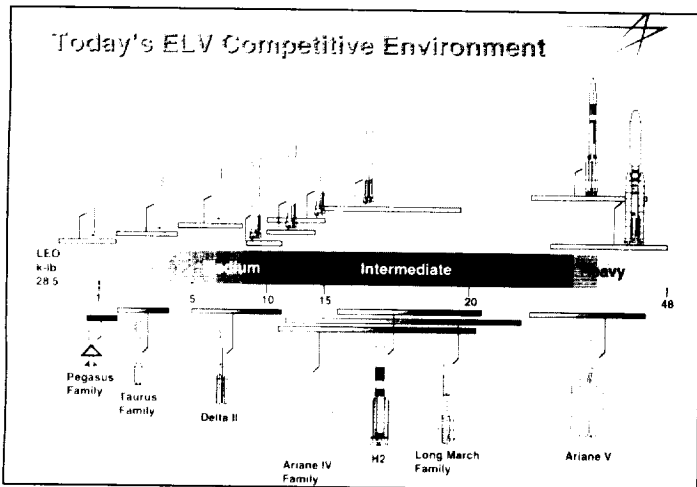 Today's ELV Competitive Environment
LEO
k-lb
28.5
Intermediate
1
5
10
15
20
48
Pegasus
Family
Taurus
Family
Delta II
Ariane IV
Family
H2
Long March
Family
Ariane V